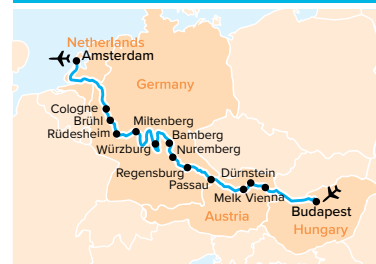 Netherlands
Amsterdam
Germany
Cologne
Brühl
Rüdesheim
Miltenberg
Bamberg
Würzburg
Nuremberg
Regensburg
Dürnstein
Passau
Melk
Vienna
Budapest
Austria
Hungary